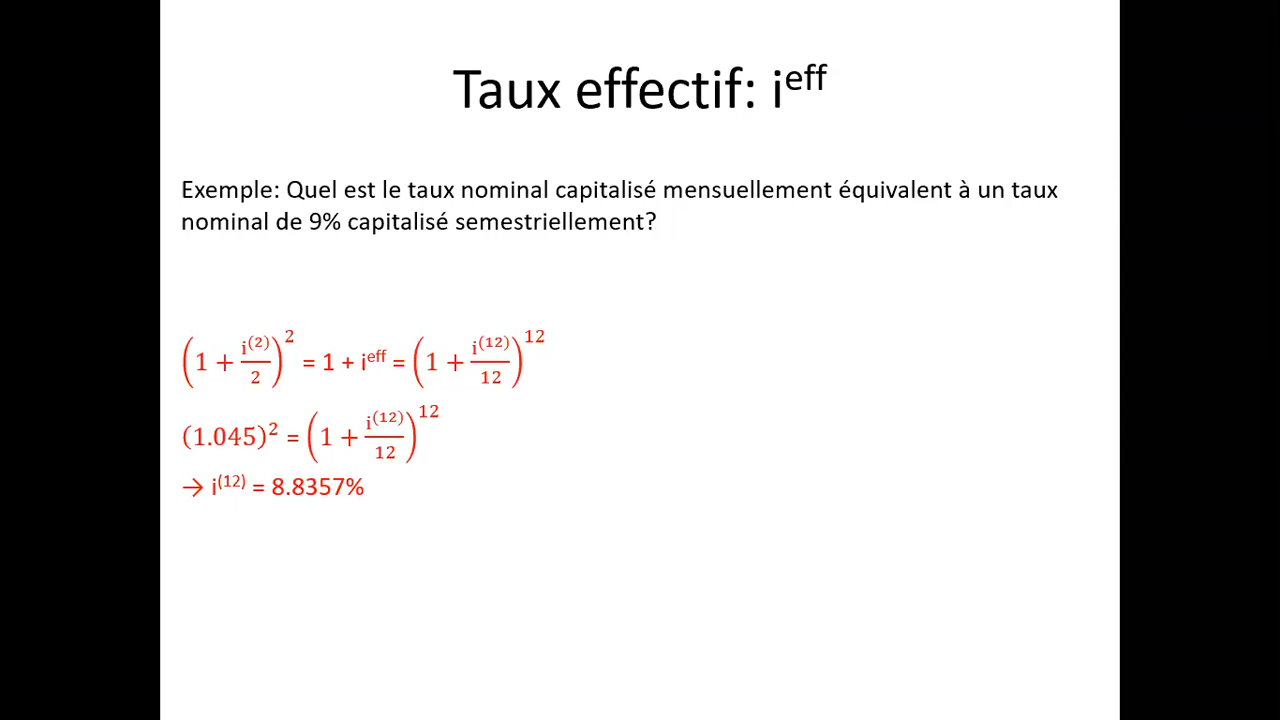 Taux effectif: i^eff
Exemple: Quel est le taux nominal capitalisé mensuellement équivalent à un taux
nominal de 9% capitalisé semestriellement?
(1 + i^(2)/2)^2 = 1 + i^eff = (1 + i^(12)/12)^12
(1.045)^2 = (1 + i^(12)/12)^12
→ i^(12) = 8.8357%